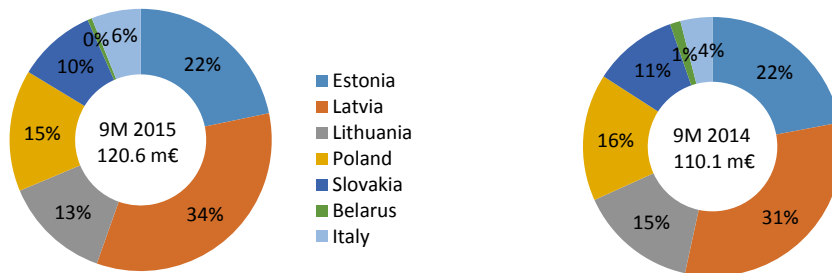 0%
6%
22%
10%
15%
9M 2015
120.6 m€
13%
34%
Estonia
Latvia
Lithuania
Poland
Slovakia
Belarus
Italy
1%
4%
11%
22%
16%
9M 2014
110.1 m€
15%
31%